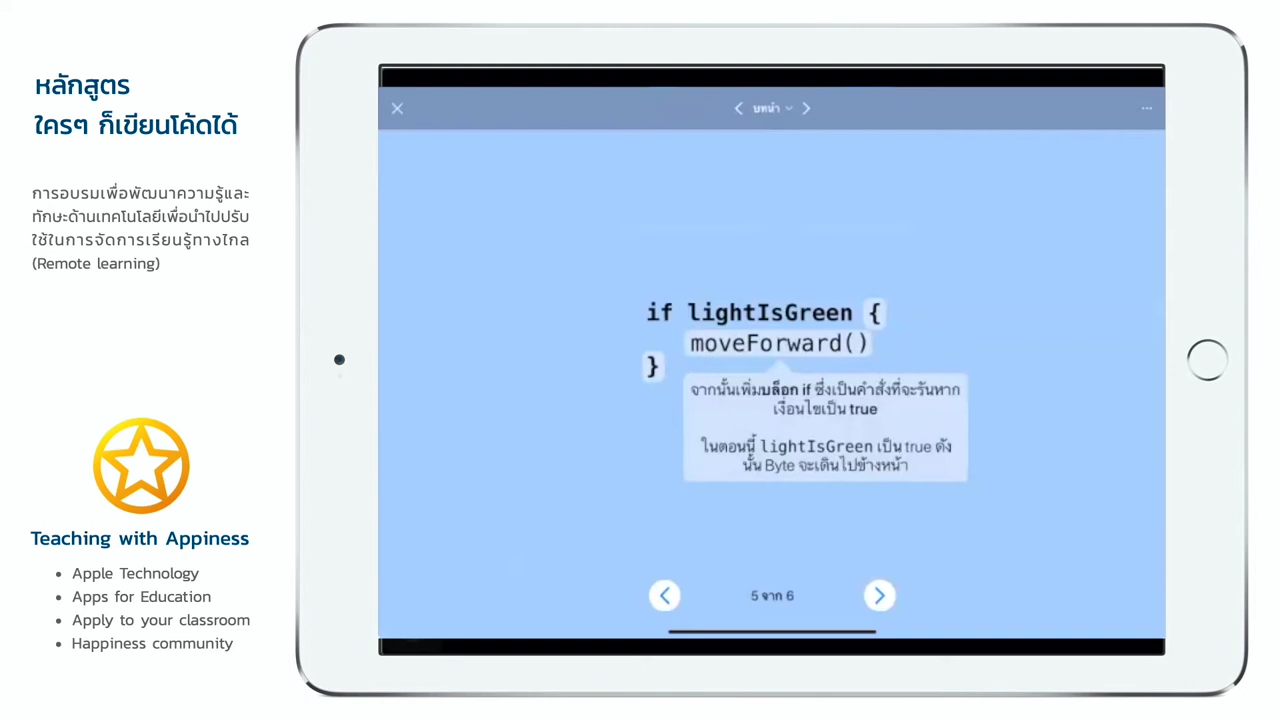 หลักสูตร
ใครๆ ก็เขียนโค้ดได้
การอบรมเพื่อพัฒนาความรู้และ
ทักษะด้านเทคโนโลยีเพื่อนำไปปรับ
ใช้ในการจัดการเรียนรู้ทางไกล
(Remote learning)
Teaching with Appiness
• Apple Technology
• Apps for Education
• Apply to your classroom
• Happiness community
บทนำ
if lightIsGreen {
moveForward()
}
จากนั้นเพิ่มบล็อก if ซึ่งเป็นคำสั่งที่จะรันหาก
เงื่อนไขเป็น true
ในตอนนี้ lightIsGreen เป็น true ดัง
นั้น Byte จะเดินไปข้างหน้า
5 จาก 6